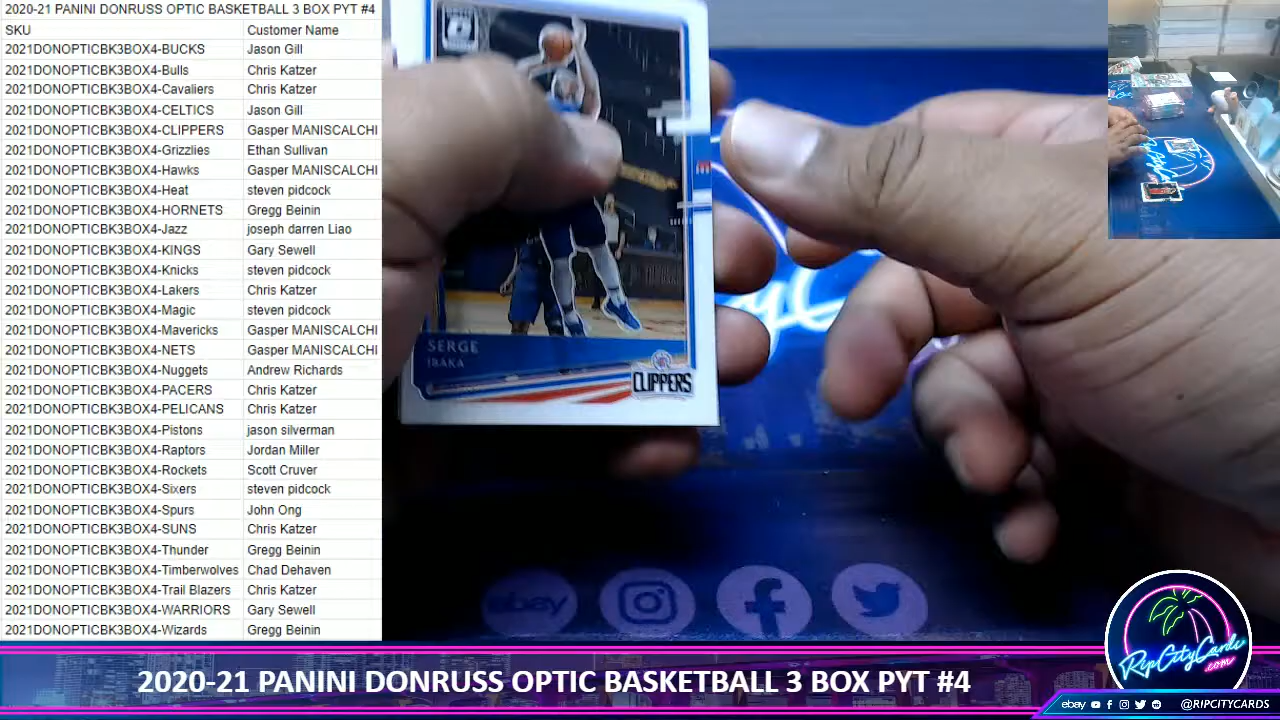 2020-21 PANINI DONRUSS OPTIC BASKETBALL 3 BOX PYT #4
SKU Customer Name
2021DONOPTICBK3BOX4-BUCKS Jason Gill
2021DONOPTICBK3BOX4-Bulls Chris Katzer
2021DONOPTICBK3BOX4-Cavaliers Chris Katzer
2021DONOPTICBK3BOX4-CELTICS Jason Gill
2021DONOPTICBK3BOX4-CLIPPERS Gasper MANISCALCHI
2021DONOPTICBK3BOX4-Grizzlies Ethan Sullivan
2021DONOPTICBK3BOX4-Hawks Gasper MANISCALCHI
2021DONOPTICBK3BOX4-Heat steven pidcock
2021DONOPTICBK3BOX4-HORNETS Gregg Beinin
2021DONOPTICBK3BOX4-Jazz joseph darren Liao
2021DONOPTICBK3BOX4-KINGS Gary Sewell
2021DONOPTICBK3BOX4-Knicks steven pidcock
2021DONOPTICBK3BOX4-Lakers Chris Katzer
2021DONOPTICBK3BOX4-Magic steven pidcock
2021DONOPTICBK3BOX4-Mavericks Gasper MANISCALCHI
2021DONOPTICBK3BOX4-NETS Gasper MANISCALCHI
2021DONOPTICBK3BOX4-Nuggets Andrew Richards
2021DONOPTICBK3BOX4-PACERS Chris Katzer
2021DONOPTICBK3BOX4-PELICANS Chris Katzer
2021DONOPTICBK3BOX4-Pistons jason silverman
2021DONOPTICBK3BOX4-Raptors Jordan Miller
2021DONOPTICBK3BOX4-Rockets Scott Cruver
2021DONOPTICBK3BOX4-Sixers steven pidcock
2021DONOPTICBK3BOX4-Spurs John Ong
2021DONOPTICBK3BOX4-SUNS Chris Katzer
2021DONOPTICBK3BOX4-Thunder Gregg Beinin
2021DONOPTICBK3BOX4-Timberwolves Chad Dehaven
2021DONOPTICBK3BOX4-Trail Blazers Chris Katzer
2021DONOPTICBK3BOX4-WARRIORS Gary Sewell
2021DONOPTICBK3BOX4-Wizards Gregg Beinin
SERGE
IBAKA
CLIPPERS
ebay
RipCityCards
.com
2020-21 PANINI DONRUSS OPTIC BASKETBALL 3 BOX PYT #4
ebay @RIPCITYCARDS